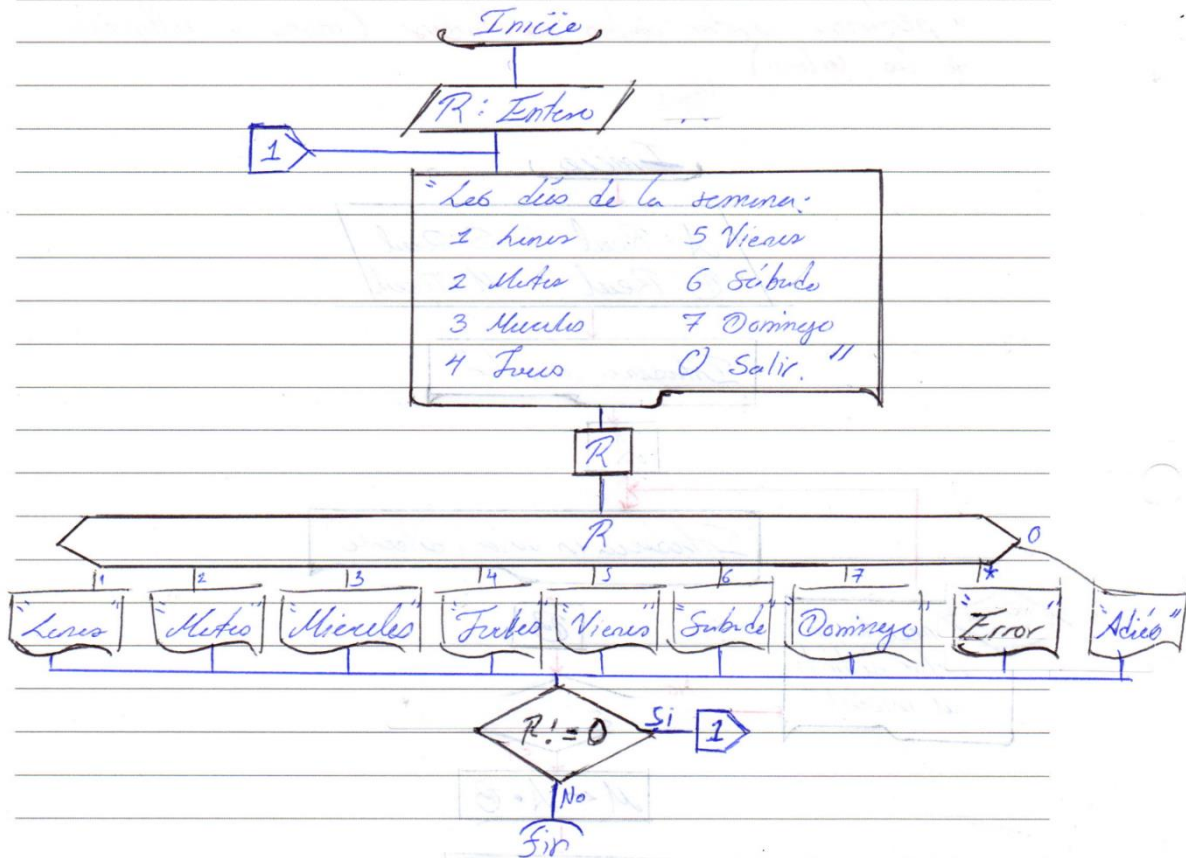 Inicio
R: Entero
1
"Los días de la semana:
1 Lunes 5 Viernes
2 Martes 6 Sábado
3 Miercoles 7 Domingo
4 Jueves 0 Salir."
R
R
0
1 2 3 4 5 6 7 *
"Lunes" "Martes" "Miercoles" "Jueves" "Viernes" "Sabado" "Domingo" "Error" "Adiós"
R!=0 Si 1
No
Fin